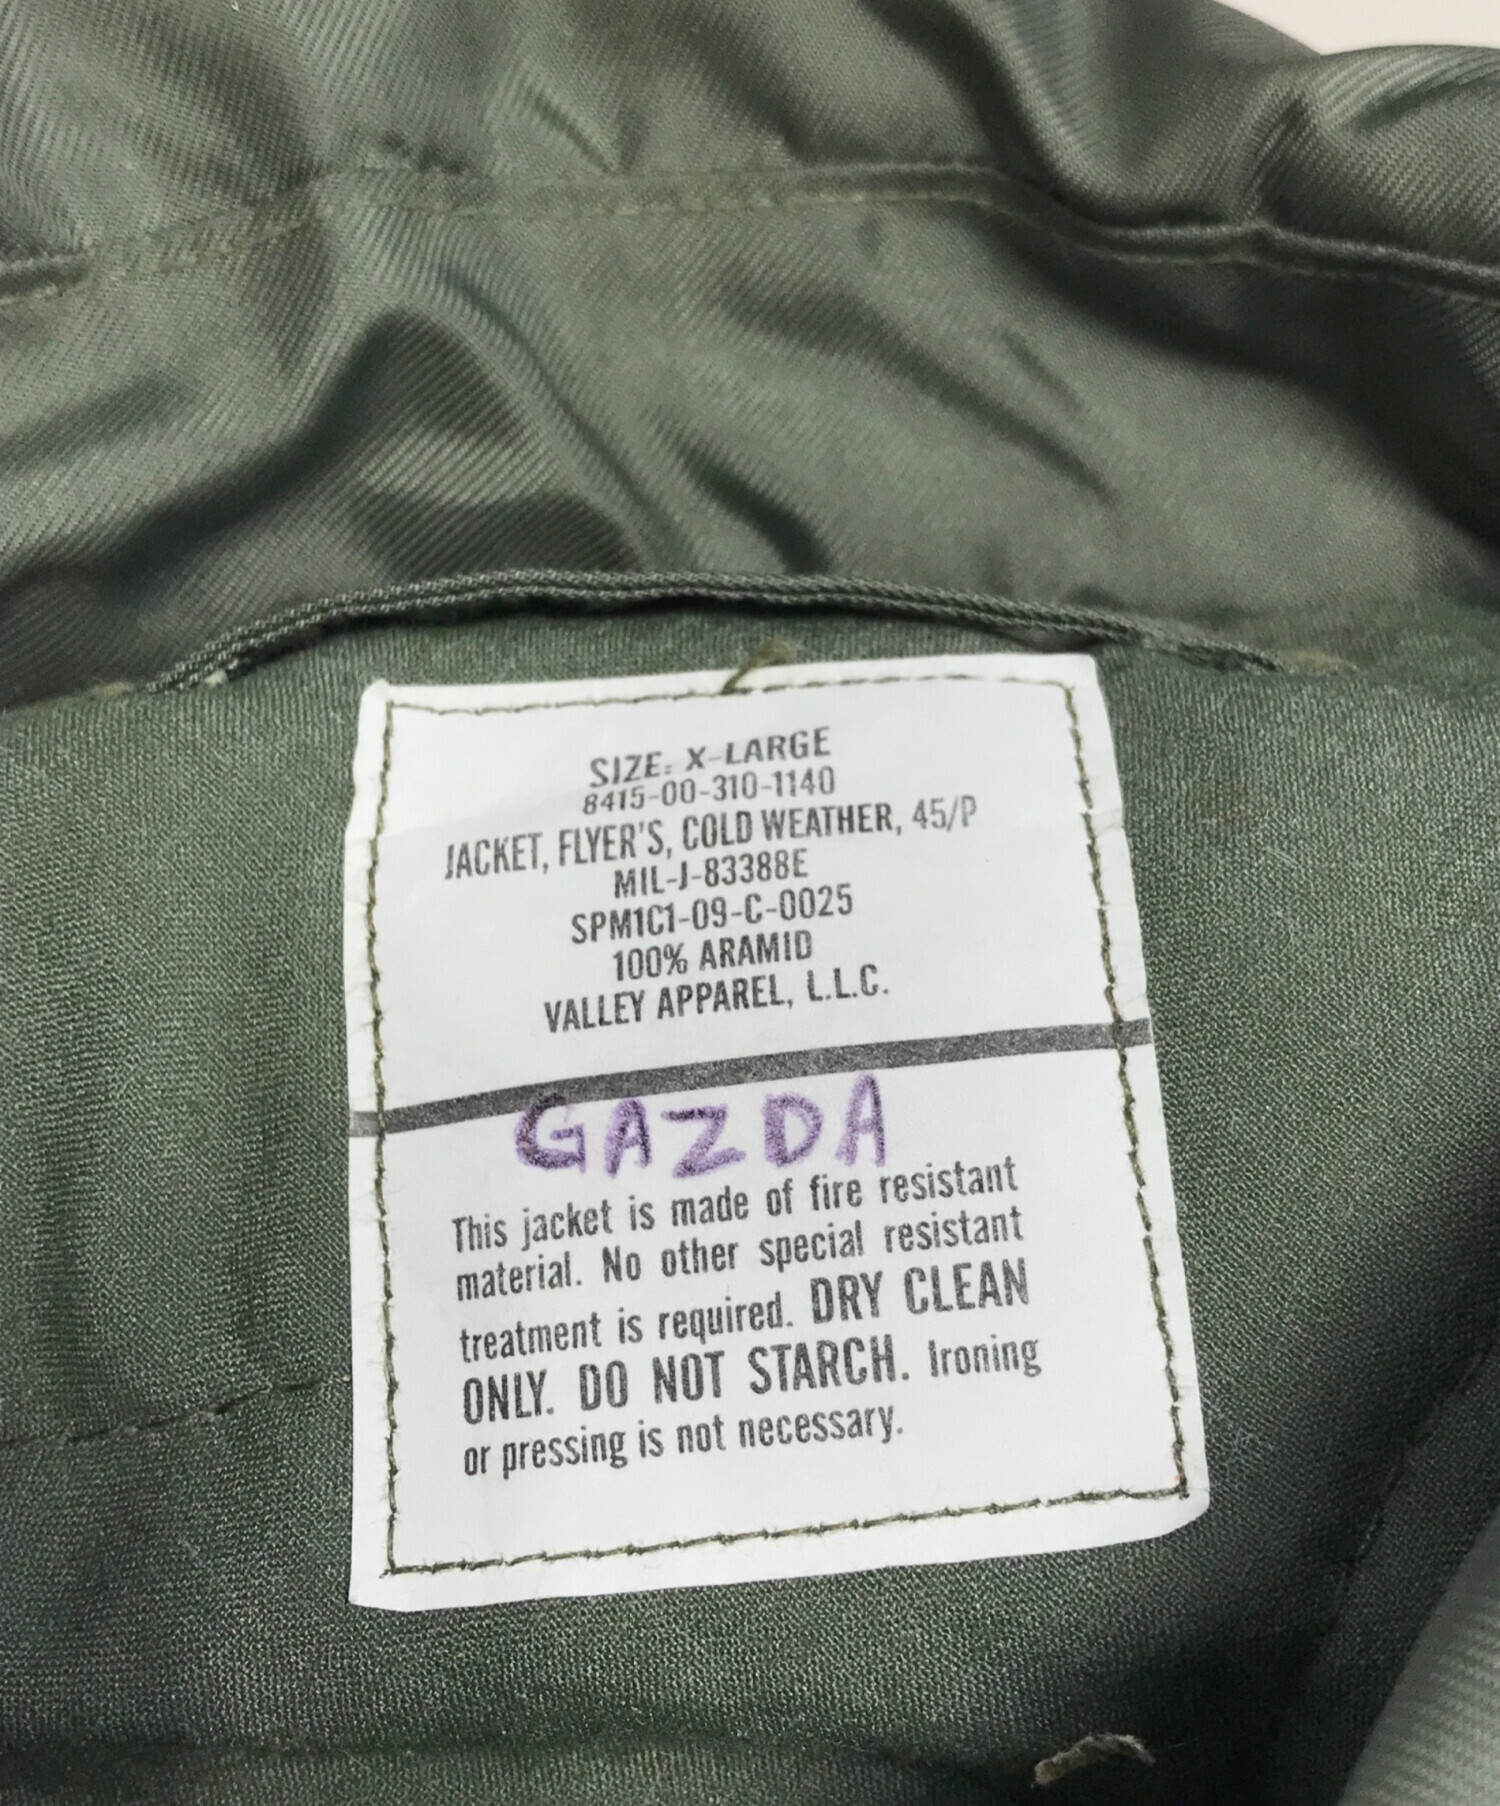 SIZE: X-LARGE
8415-00-310-1140
JACKET, FLYER'S, COLD WEATHER, 45/P
MIL-J-83388E
SPM1C1-09-C-0025
100% ARAMID
VALLEY APPAREL, L.L.C.
GAZDA
This jacket is made of fire resistant
material. No other special resistant
treatment is required. DRY CLEAN
ONLY. DO NOT STARCH. Ironing
or pressing is not necessary.